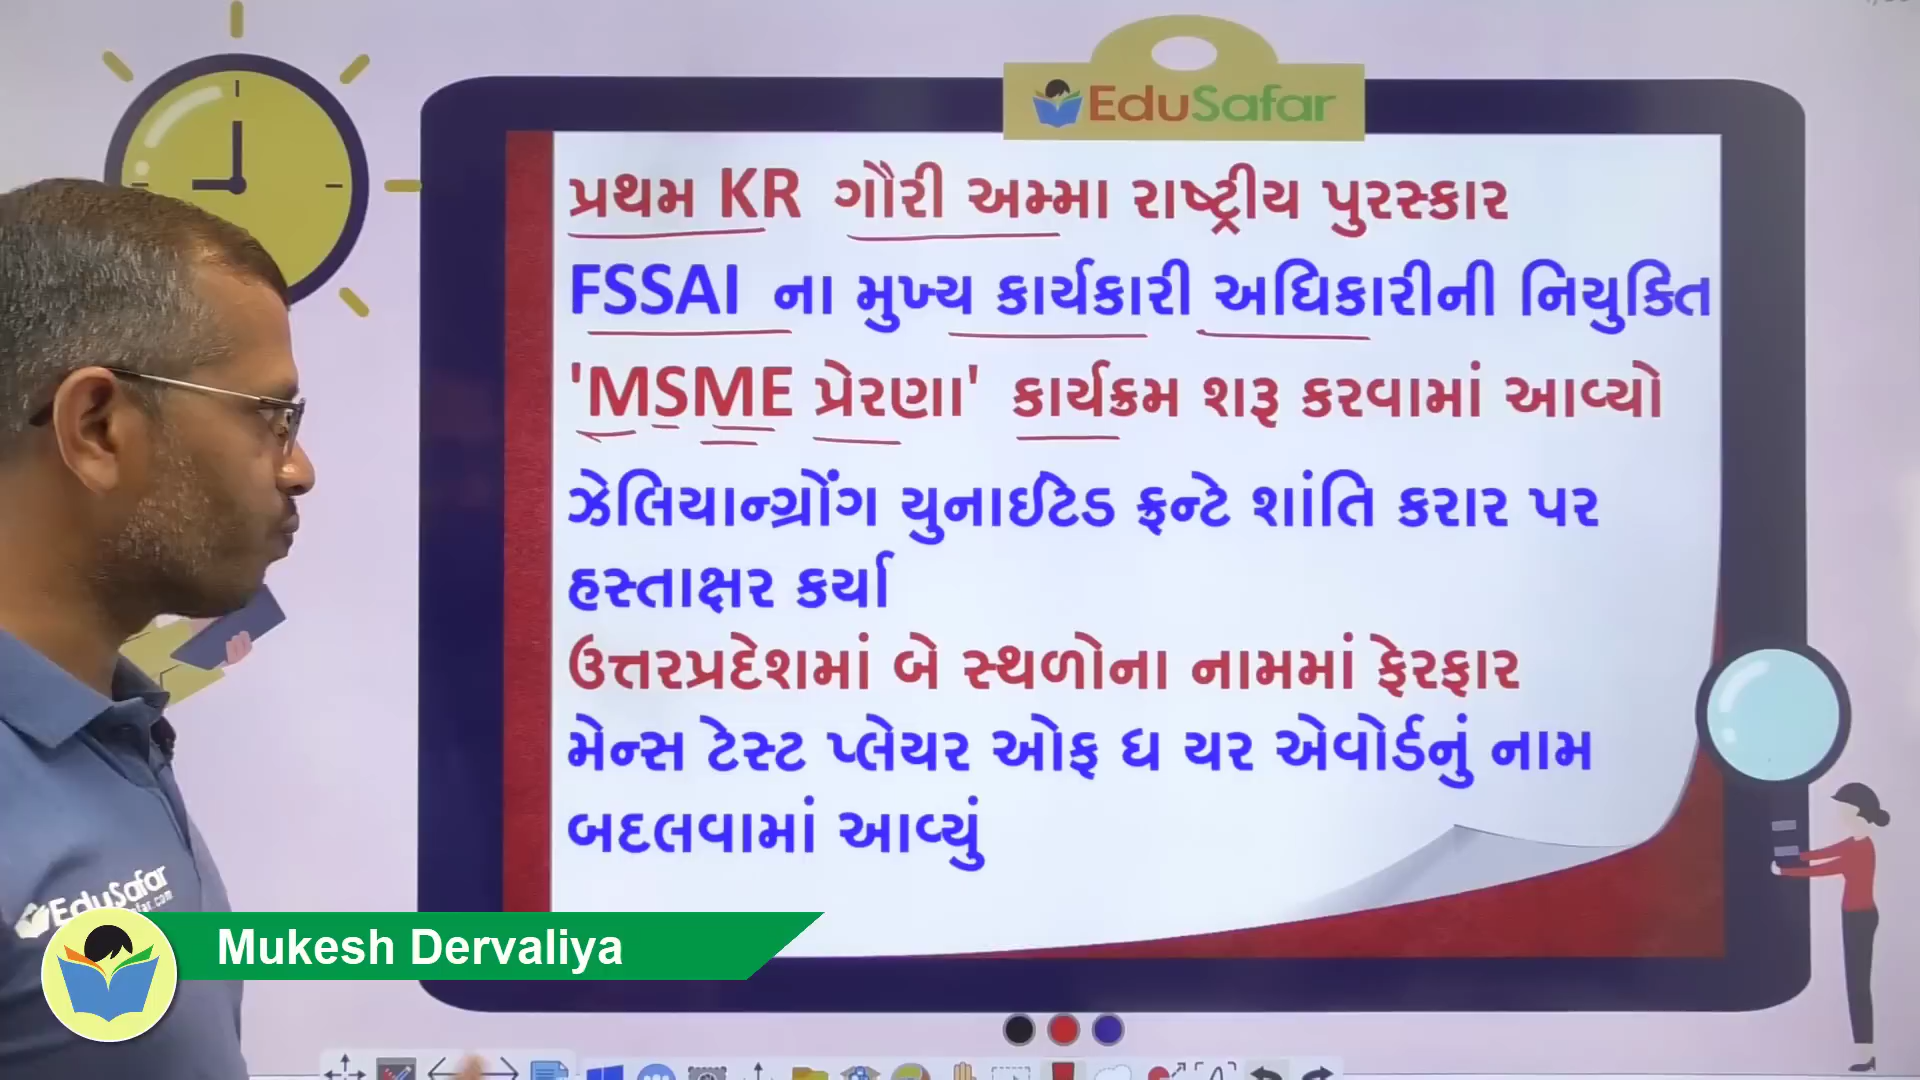 EduSafar
પ્રથમ KR ગૌરી અમ્મા રાષ્ટ્રીય પુરસ્કાર
FSSAI ના મુખ્ય કાર્યકારી અધિકારીની નિયુક્તિ
'MSME પ્રેરણા' કાર્યક્રમ શરૂ કરવામાં આવ્યો
ઝેલિયાન્ગ્રોંગ યુનાઈટેડ ફ્રન્ટે શાંતિ કરાર પર
હસ્તાક્ષર કર્યા
ઉત્તરપ્રદેશમાં બે સ્થળોના નામમાં ફેરફાર
મેન્સ ટેસ્ટ પ્લેયર ઓફ ધ યર એવોર્ડનું નામ
બદલવામાં આવ્યું
EduSafar
Mukesh Dervaliya